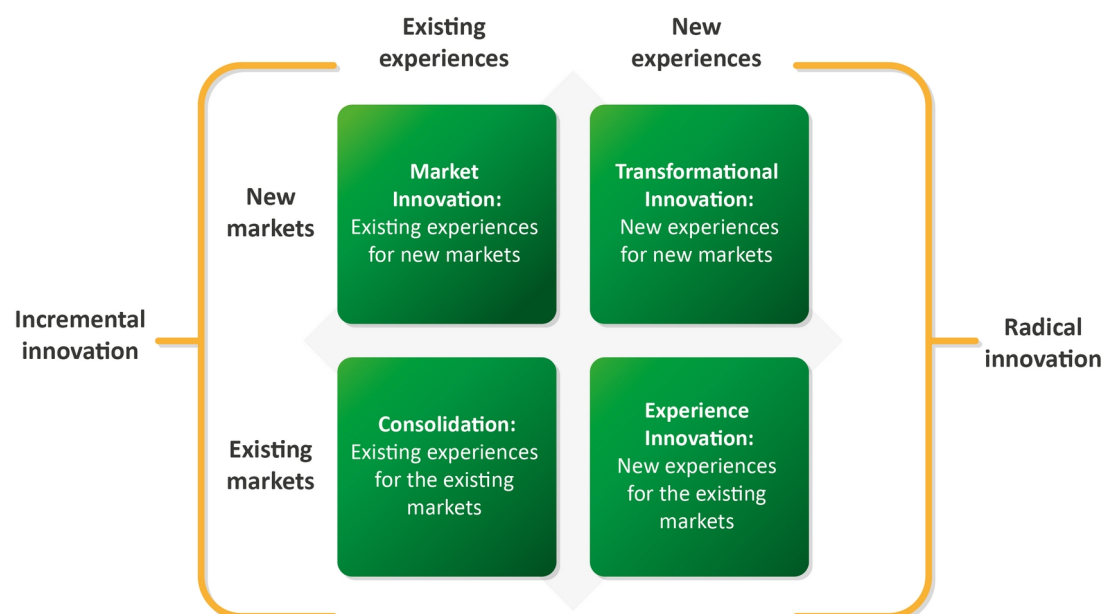 Existing
experiences
New
experiences
New
markets
Market
Innovation:
Existing experiences
for new markets
Transformational
Innovation:
New experiences
for new markets
Incremental
innovation
Radical
innovation
Existing
markets
Consolidation:
Existing experiences
for the existing
markets
Experience
Innovation:
New experiences
for the existing
markets